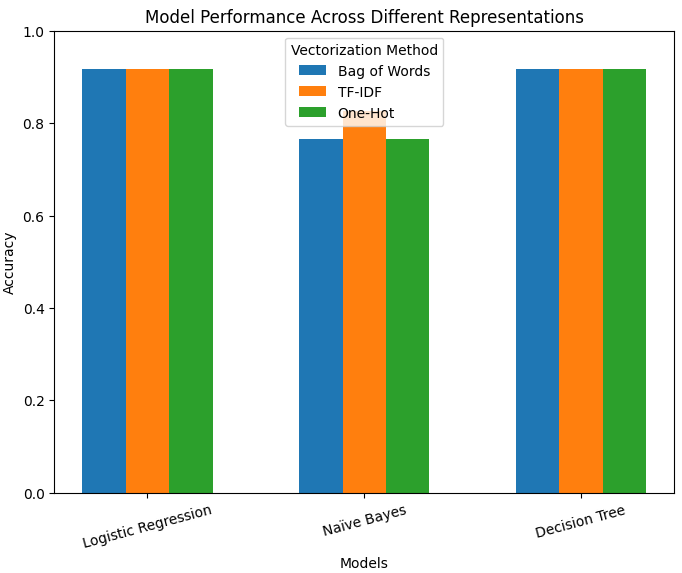 Model Performance Across Different Representations
Accuracy
1.0
0.8
0.6
0.4
0.2
0.0
Vectorization Method
Bag of Words
TF-IDF
One-Hot
Logistic Regression
Naïve Bayes
Decision Tree
Models